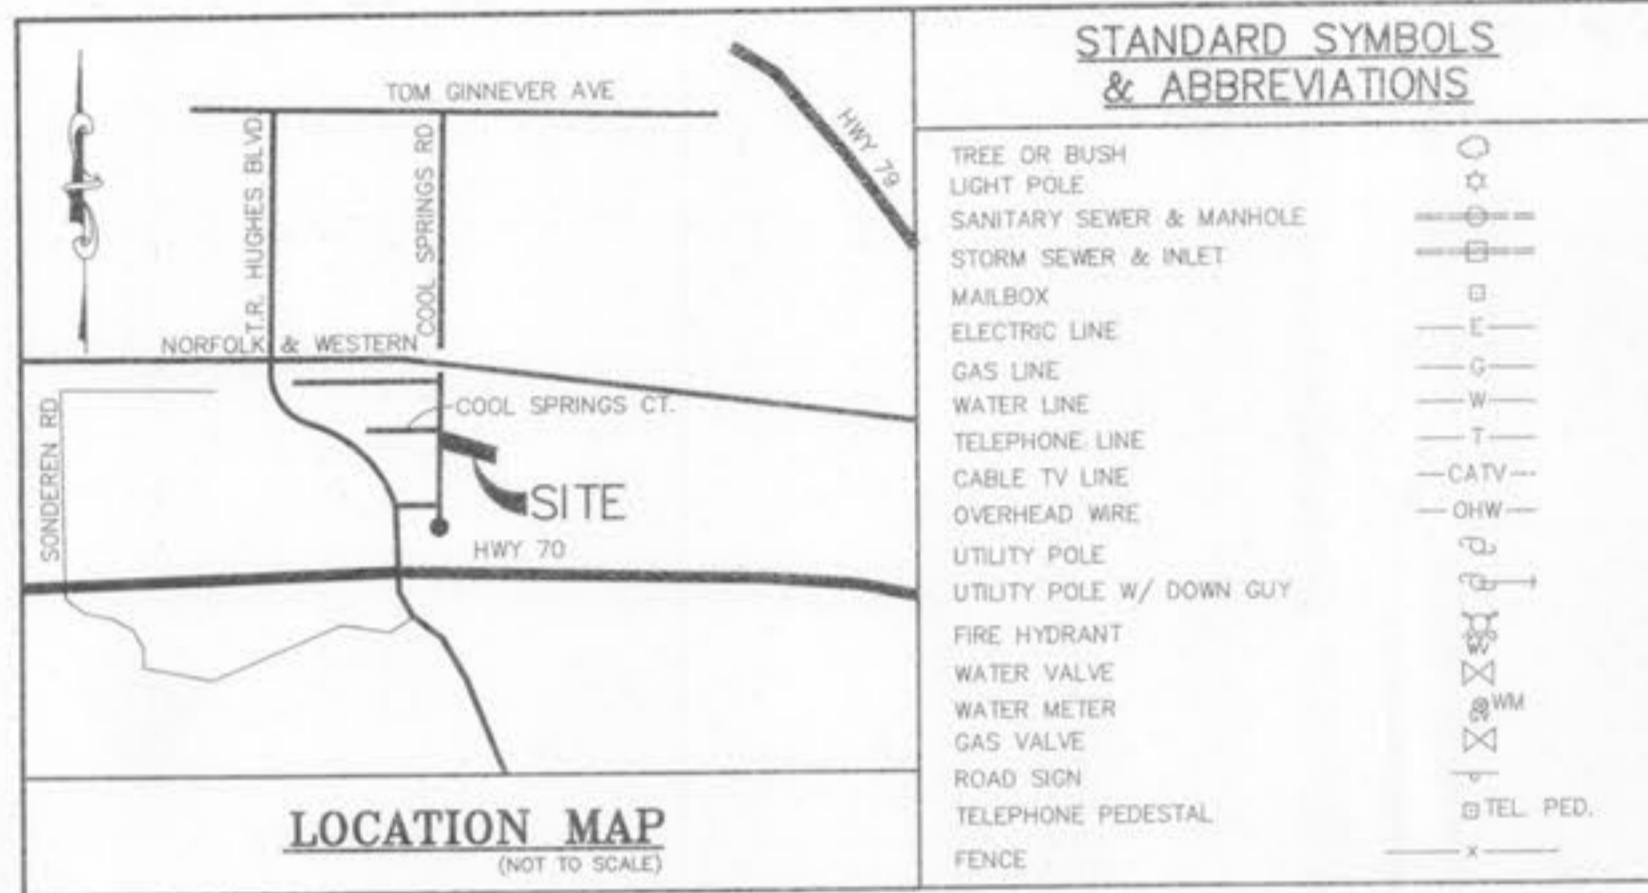 TOM GINNEVER AVE
T.R. HUGHES BLVD.
COOL SPRINGS RD
HWY 79
NORFOLK & WESTERN
COOL SPRINGS CT.
SONDEREN RD.
SITE
HWY 70
LOCATION MAP
(NOT TO SCALE)
STANDARD SYMBOLS
& ABBREVIATIONS
TREE OR BUSH
LIGHT POLE
SANITARY SEWER & MANHOLE
STORM SEWER & INLET
MAILBOX
ELECTRIC LINE E
GAS LINE G
WATER LINE W
TELEPHONE LINE T
CABLE TV LINE CATV
OVERHEAD WIRE OHW
UTILITY POLE
UTILITY POLE W/ DOWN GUY
FIRE HYDRANT
WV
WATER VALVE
WATER METER WM
GV
GAS VALVE
ROAD SIGN
TELEPHONE PEDESTAL TEL. PED.
FENCE x